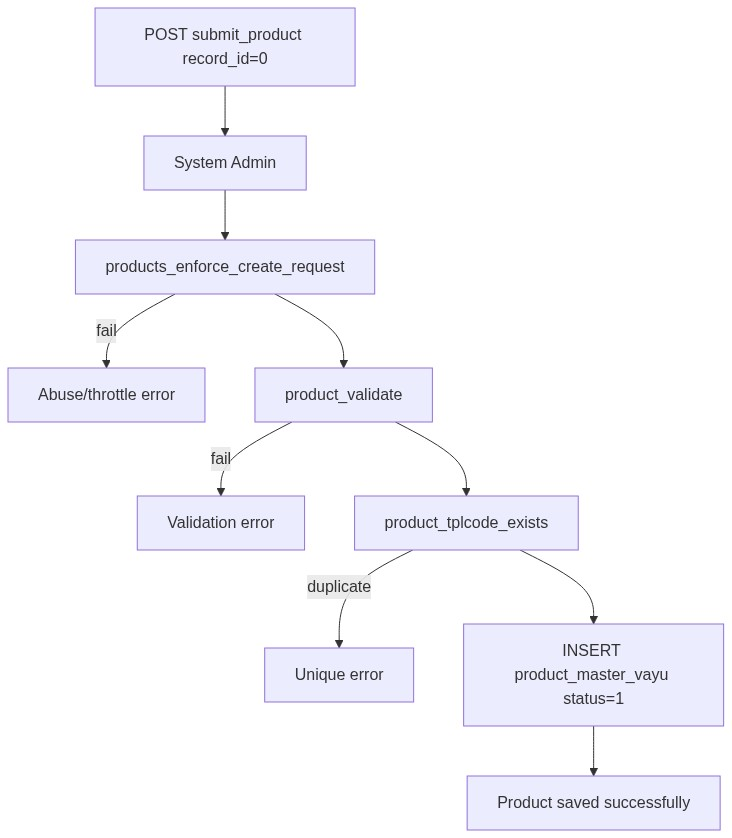 POST submit_product
record_id=0
System Admin
products_enforce_create_request
fail
Abuse/throttle error
product_validate
fail
Validation error
product_tplcode_exists
duplicate
Unique error
INSERT
product_master_vayu
status=1
Product saved successfully